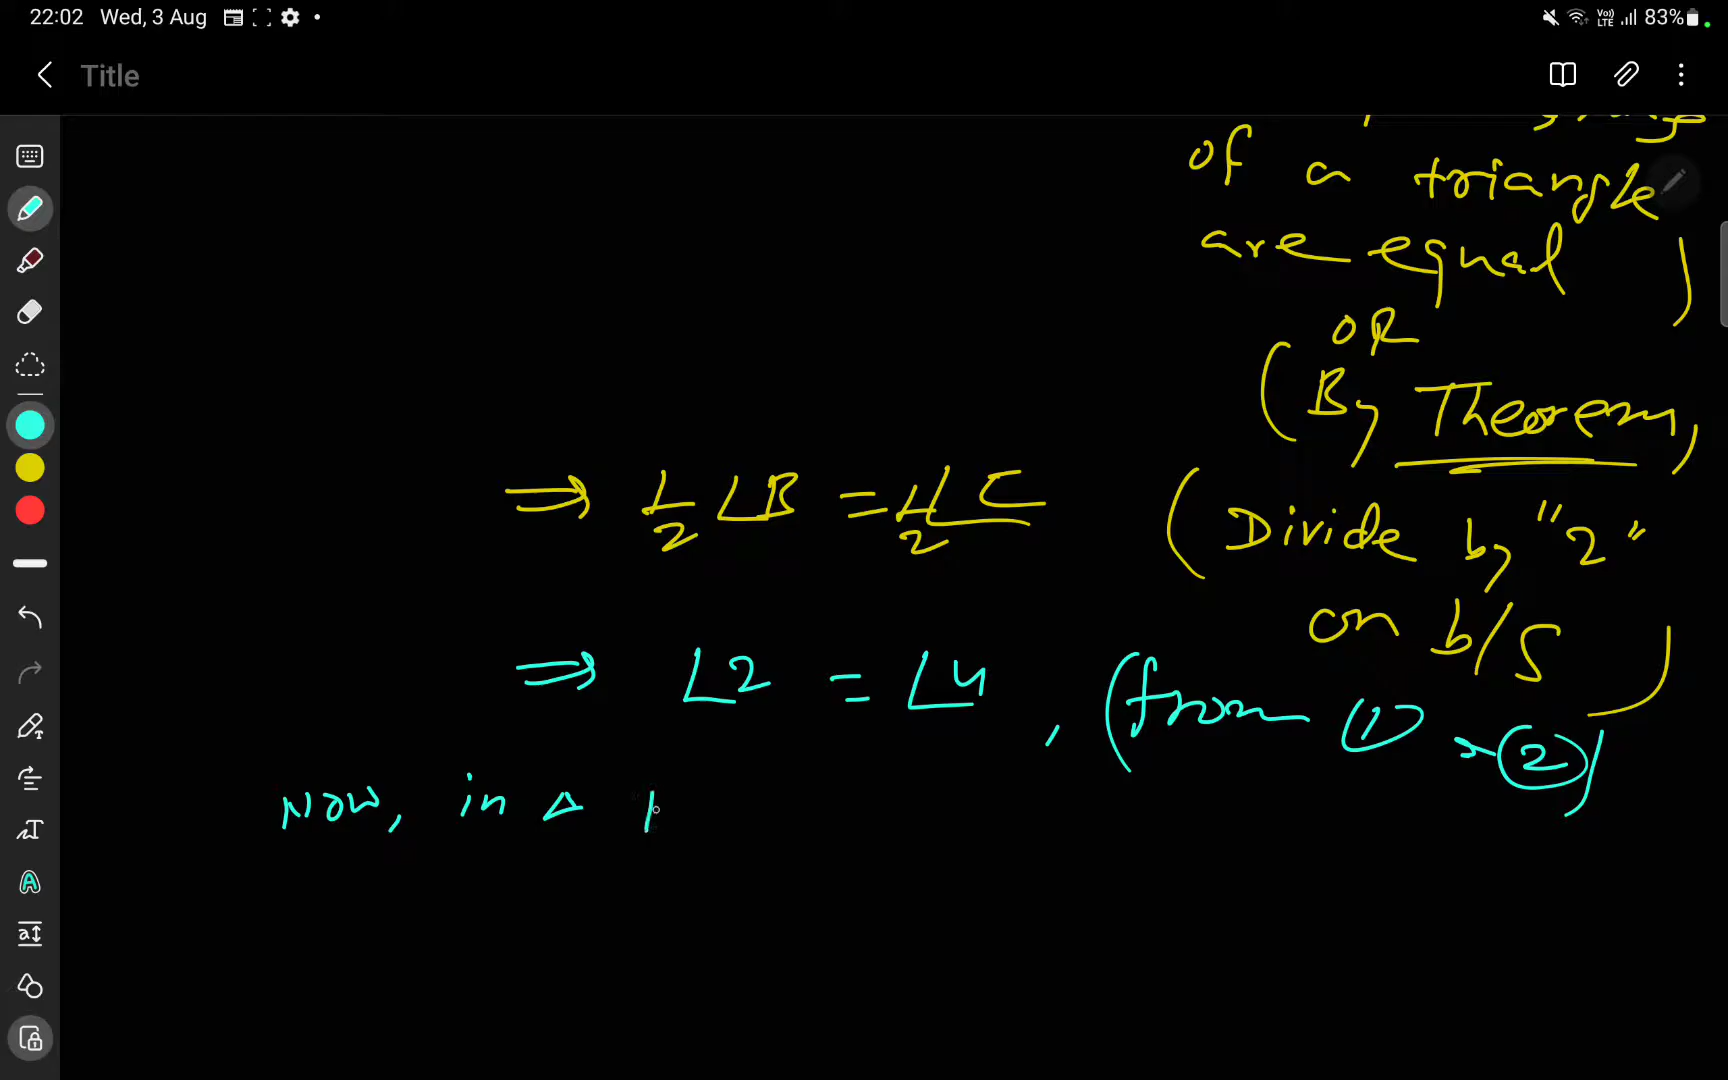 22:02 Wed, 3 Aug
83%
Title
of a triangle
are equal )
OR
(By Theorem,
⇒ 1/2 ∠B = 1/2 ∠C (Divide by "2"
on b/s )
⇒ ∠2 = ∠4 , (from ① & ②)
Now, in Δ